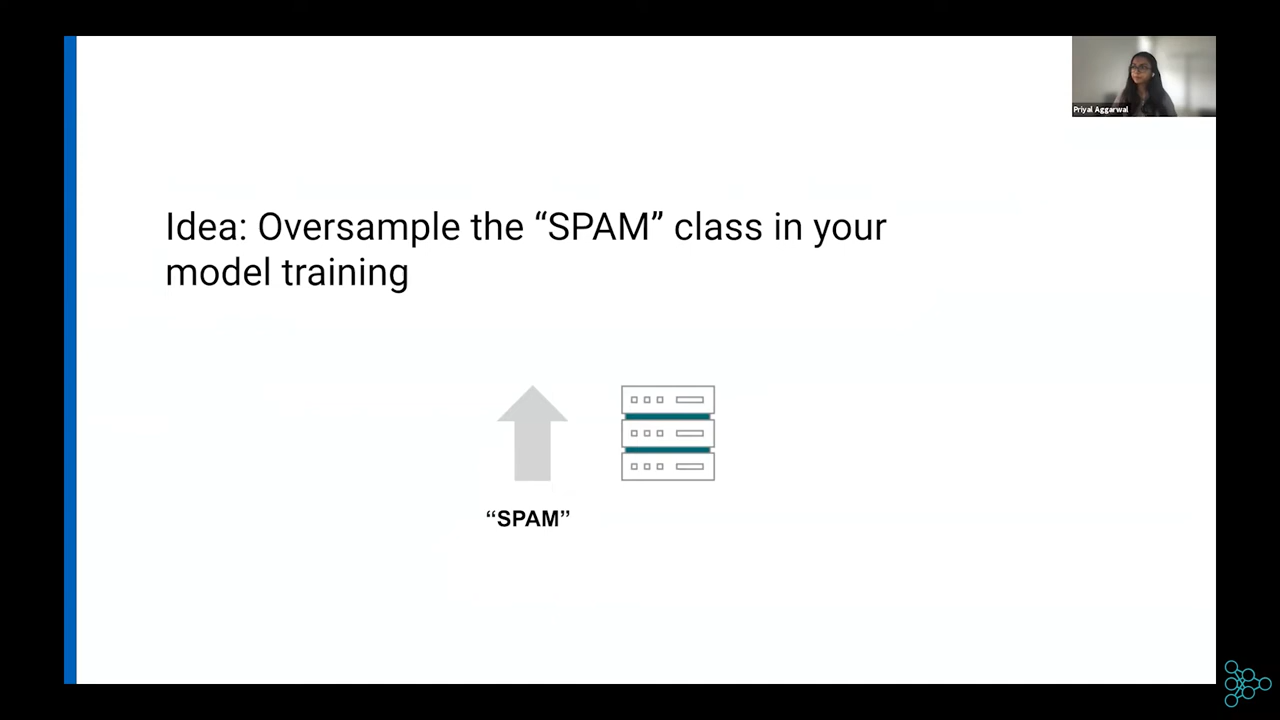 Priyal Aggarwal
Idea: Oversample the “SPAM” class in your
model training
“SPAM”